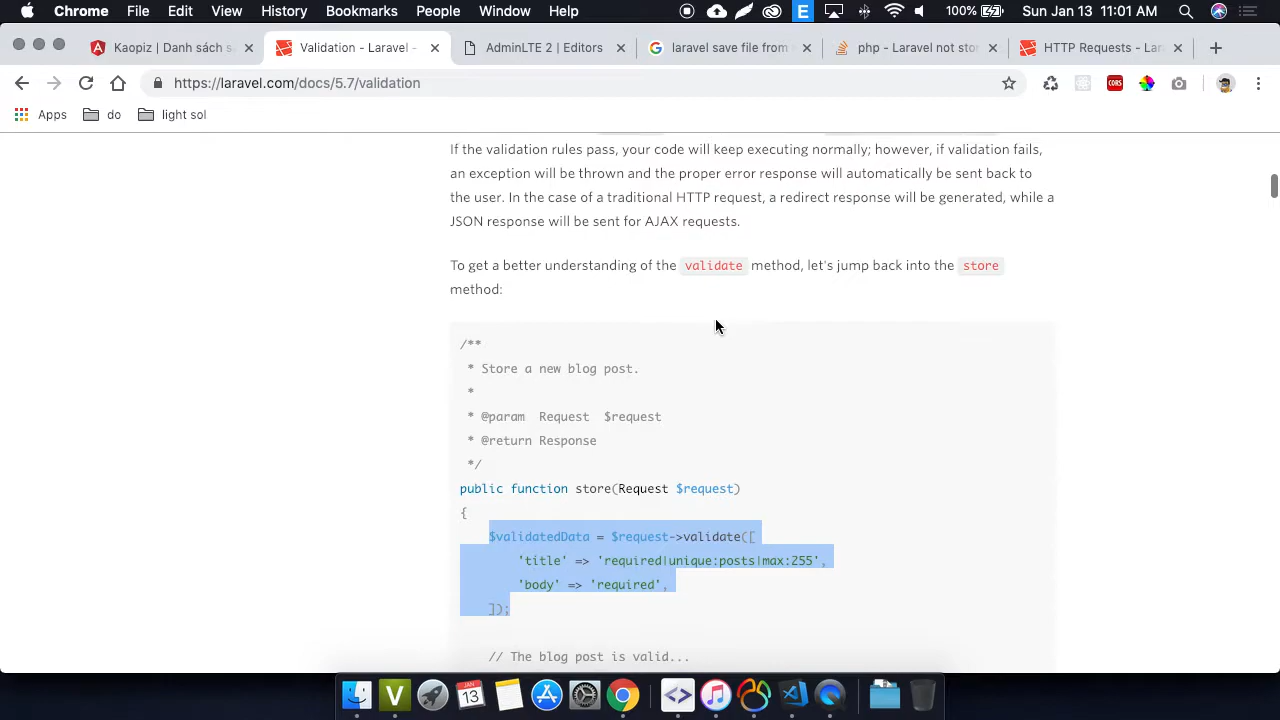 Chrome File Edit View History Bookmarks People Window Help E 100% Sun Jan 13 11:01 AM
Kaopiz | Danh sách s Validation - Laravel - AdminLTE 2 | Editors laravel save file from s php - Laravel not stor HTTP Requests - Lara
https://laravel.com/docs/5.7/validation CORS
Apps do light sol
If the validation rules pass, your code will keep executing normally; however, if validation fails,
an exception will be thrown and the proper error response will automatically be sent back to
the user. In the case of a traditional HTTP request, a redirect response will be generated, while a
JSON response will be sent for AJAX requests.
To get a better understanding of the validate method, let's jump back into the store
method:
/**
* Store a new blog post.
*
* @param Request $request
* @return Response
*/
public function store(Request $request)
{
$validatedData = $request->validate([
'title' => 'required|unique:posts|max:255',
'body' => 'required',
]);
// The blog post is valid...
V JAN 13